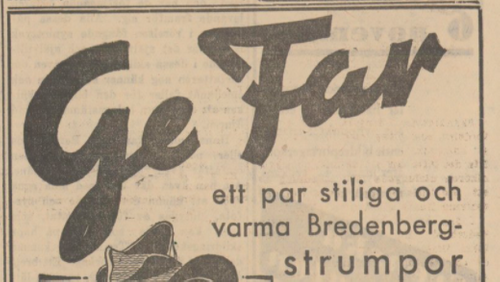 Ge Far
ett par stiliga och
varma Bredenberg-
strumpor